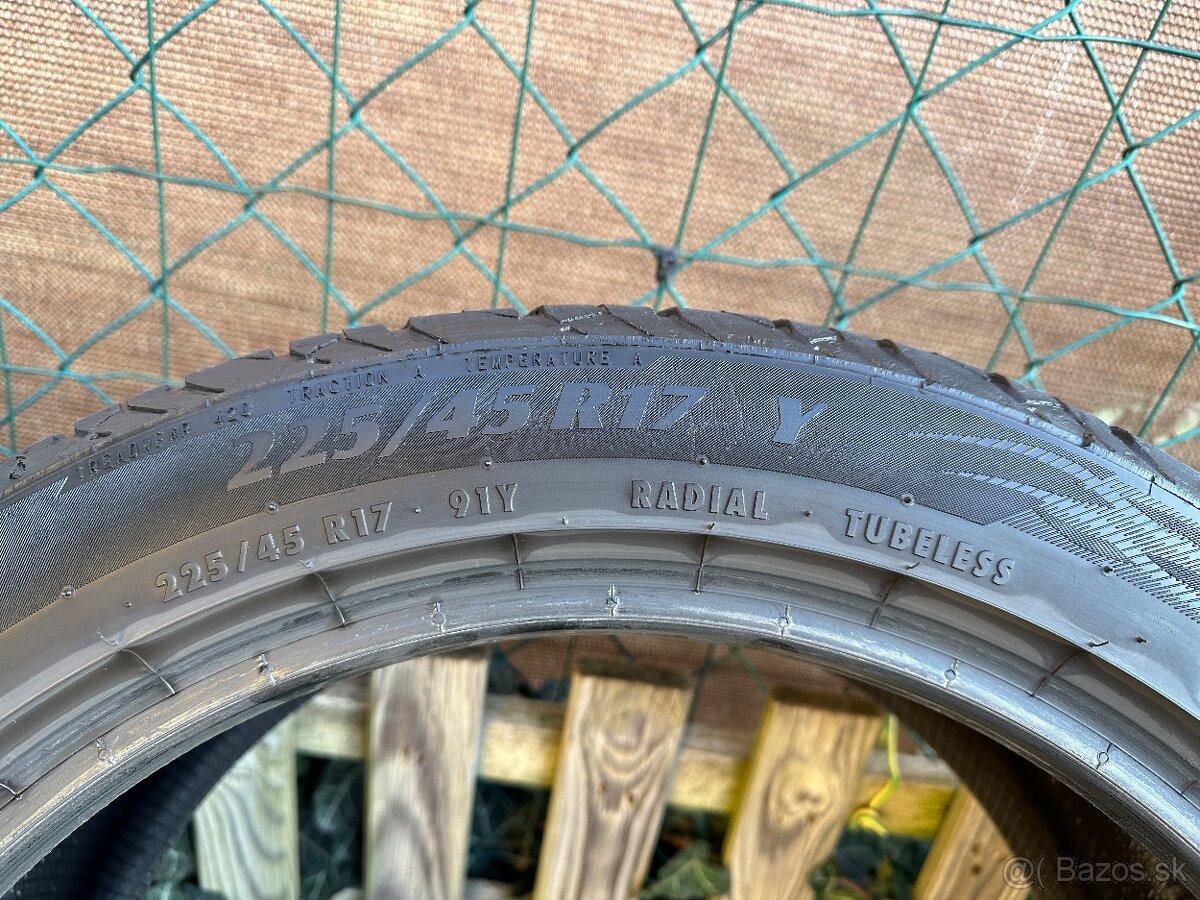 TREADWEAR 420 TRACTION A TEMPERATURE A
225/45 R17 Y
225/45 R17 · 91Y RADIAL · TUBELESS
@( Bazos.sk